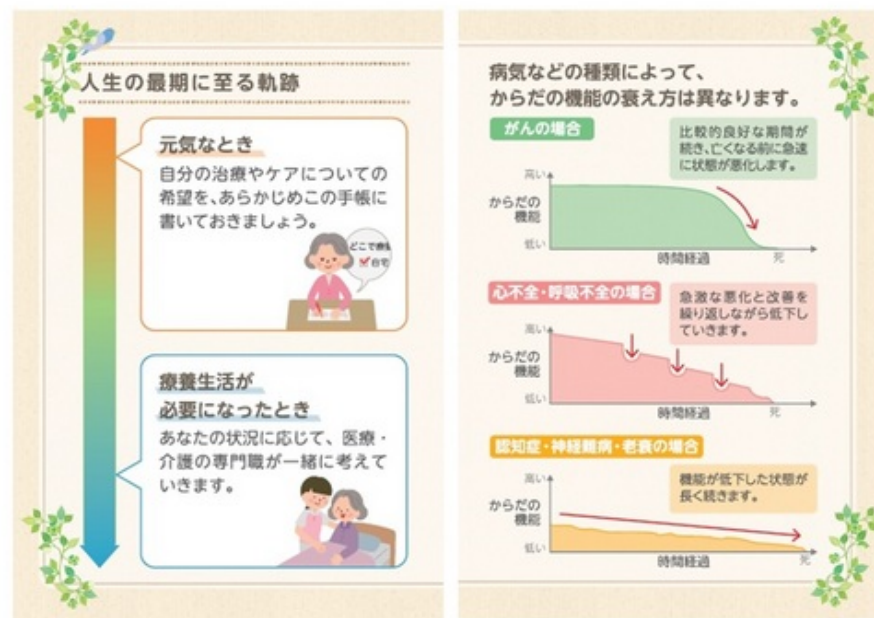 人生の最期に至る軌跡
元気なとき
自分の治療やケアについての
希望を、あらかじめこの手帳に
書いておきましょう。
どこで療養
自宅
療養生活が
必要になったとき
あなたの状況に応じて、医療・
介護の専門職が一緒に考えて
いきます。
病気などの種類によって、
からだの機能の衰え方は異なります。
がんの場合
比較的良好な期間が
続き、亡くなる前に急速
に状態が悪化します。
高い
からだの
機能
低い
時間経過
死
心不全・呼吸不全の場合
急激な悪化と改善を
繰り返しながら低下し
ていきます。
高い
からだの
機能
低い
時間経過
死
認知症・神経難病・老衰の場合
機能が低下した状態が
長く続きます。
高い
からだの
機能
低い
時間経過
死